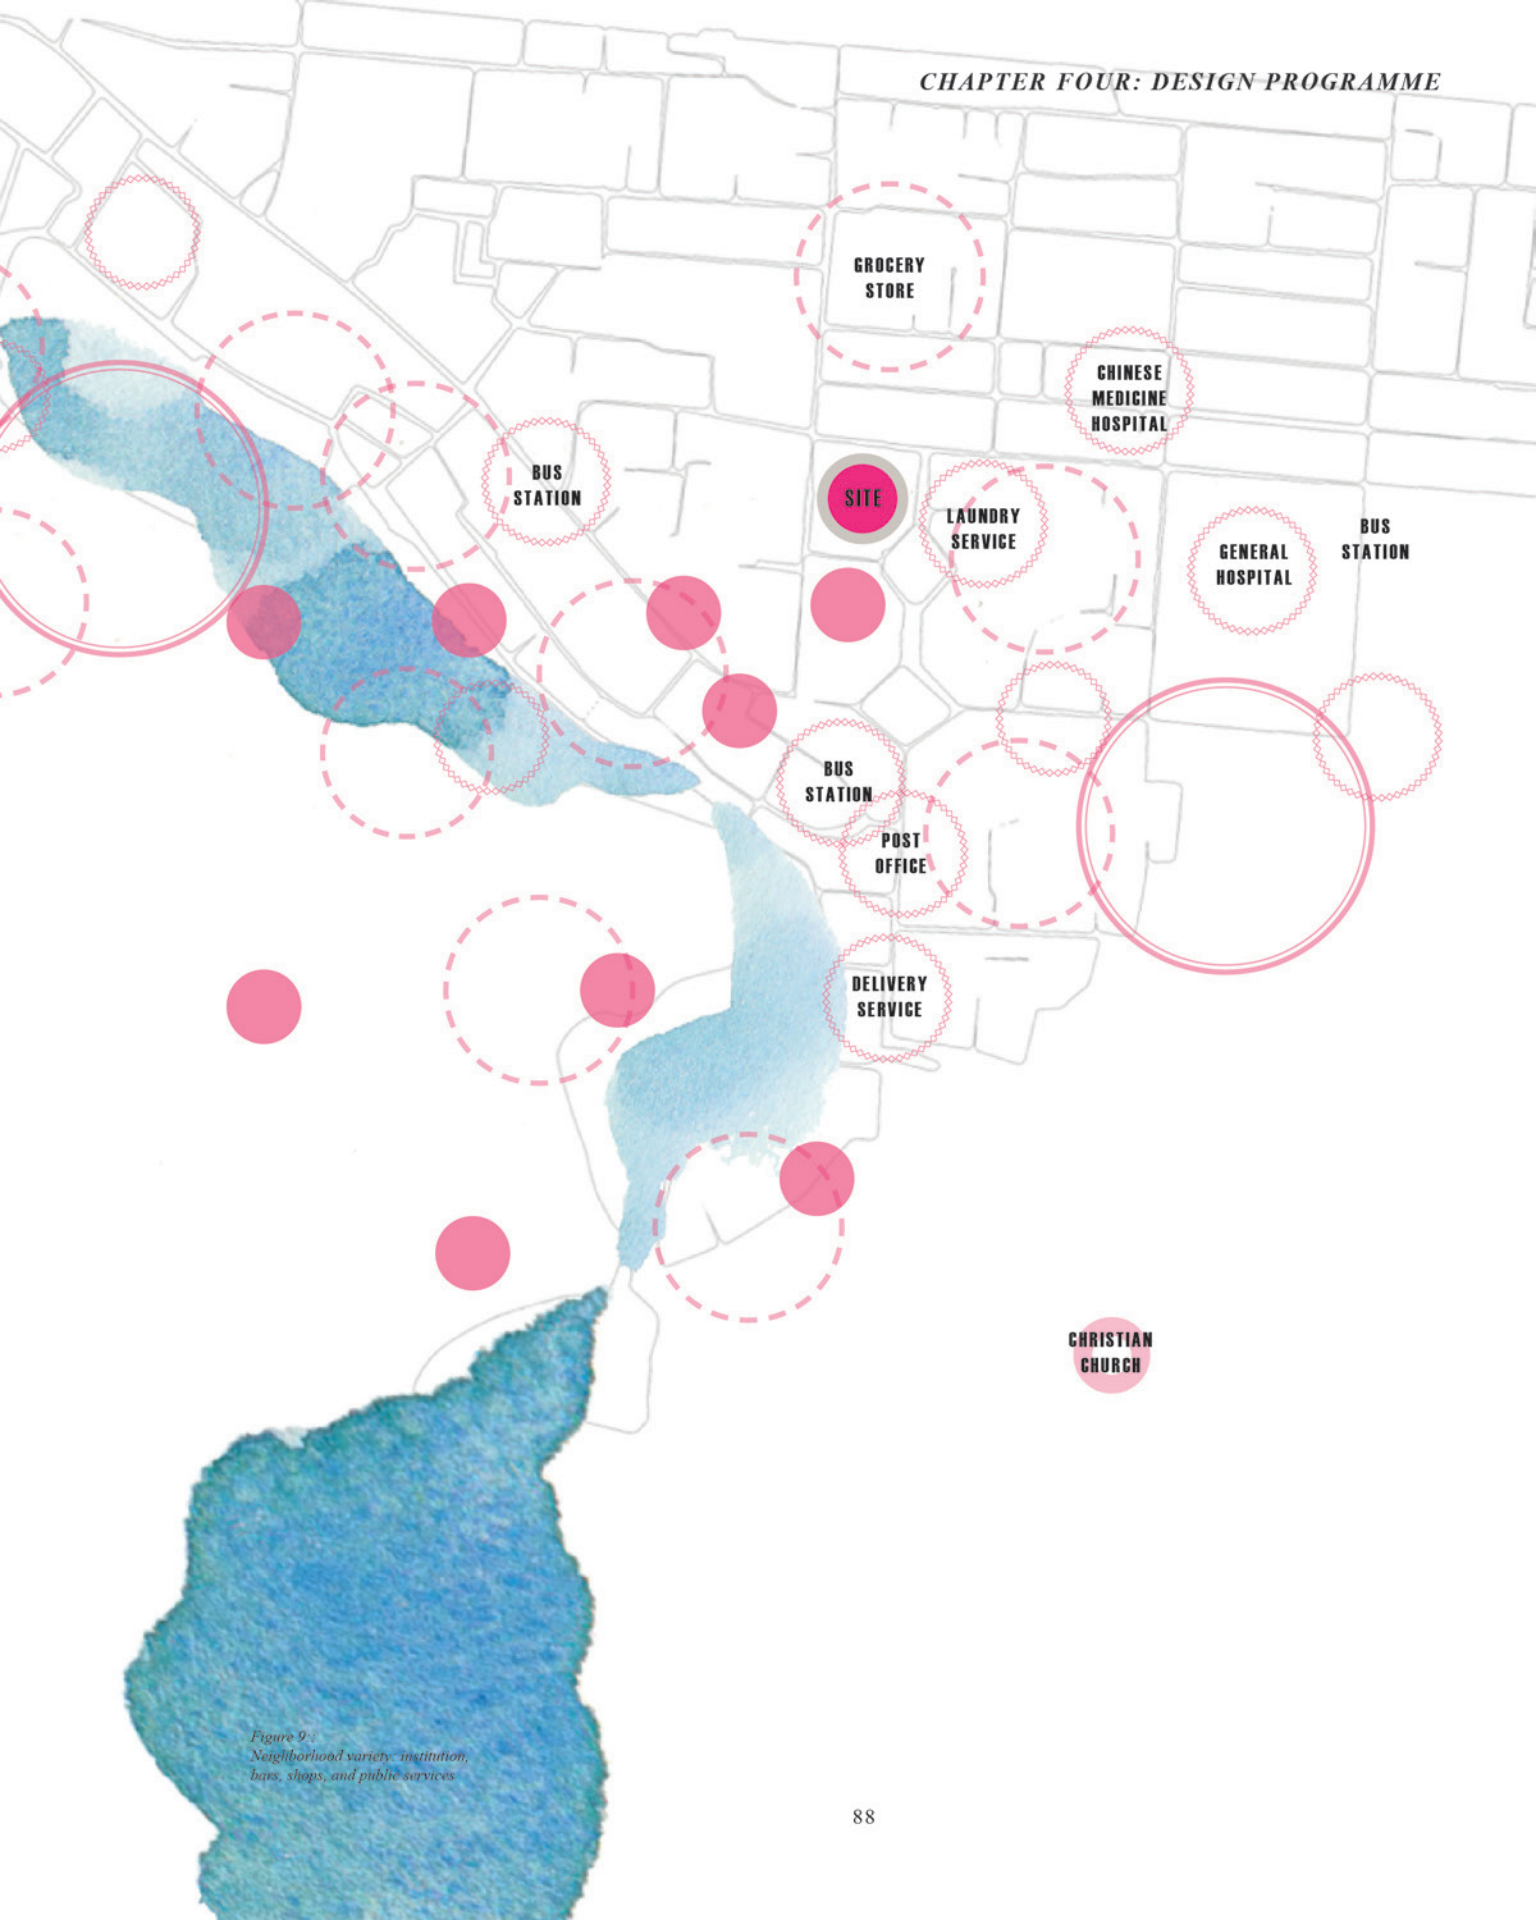 CHAPTER FOUR: DESIGN PROGRAMME
GROCERY
STORE
CHINESE
MEDICINE
HOSPITAL
BUS
STATION
SITE
LAUNDRY
SERVICE
GENERAL
HOSPITAL
BUS
STATION
BUS
STATION
POST
OFFICE
DELIVERY
SERVICE
CHRISTIAN
CHURCH
Figure 9:
Neighborhood variety: institution,
bars, shops, and public services
88